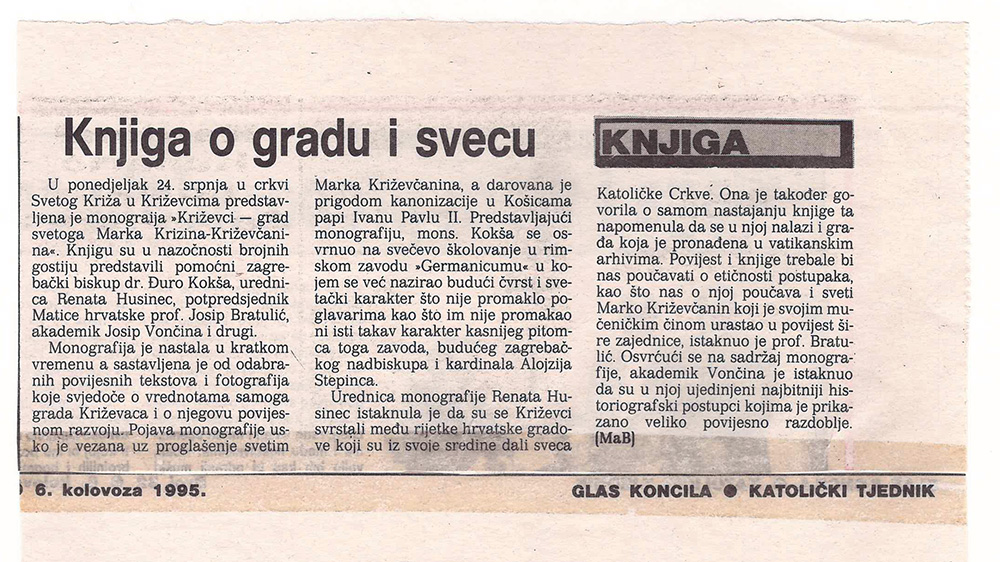 Knjiga o gradu i svecu
KNJIGA
U ponedjeljak 24. srpnja u crkvi
Svetog Križa u Križevcima predstav-
ljena je monograija »Križevci — grad
svetoga Marka Krizina-Križevčani-
na«. Knjigu su u nazočnosti brojnih
gostiju predstavili pomoćni zagre-
bački biskup dr. Đuro Kokša, uredni-
ca Renata Husinec, potpredsjednik
Matice hrvatske prof. Josip Bratulić,
akademik Josip Vončina i drugi.
Monografija je nastala u kratkom
vremenu a sastavljena je od odabra-
nih povijesnih tekstova i fotografija
koje svjedoče o vrednotama samoga
grada Križevaca i o njegovu povijes-
nom razvoju. Pojava monografije us-
ko je vezana uz proglašenje svetim
Marka Križevčanina, a darovana je
prigodom kanonizacije u Košicama
papi Ivanu Pavlu II. Predstavljajući
monografiju, mons. Kokša se os-
vrnuo na svečevo školovanje u rim-
skom zavodu »Germanicumu« u ko-
jem se već nazirao budući čvrst i sve-
tački karakter što nije promaklo po-
glavarima kao što im nije promakao
ni isti takav karakter kasnijeg pitom-
ca toga zavoda, budućeg zagrebač-
kog nadbiskupa i kardinala Alojzija
Stepinca.
Urednica monografije Renata Hu-
sinec istaknula je da su se Križevci
svrstali među rijetke hrvatske grado-
ve koji su iz svoje sredine dali sveca
Katoličke Crkve. Ona je također go-
vorila o samom nastajanju knjige ta
napomenula da se u njoj nalazi i gra-
đa koja je pronađena u vatikanskim
arhivima. Povijest i knjige trebale bi
nas poučavati o etičnosti postupaka,
kao što nas o njoj poučava i sveti
Marko Križevčanin koji je svojim mu-
čeničkim činom urastao u povijest ši-
re zajednice, istaknuo je prof. Bratu-
lić. Osvrćući se na sadržaj monogra-
fije, akademik Vončina je istaknuo
da su u njoj ujedinjeni najbitniji his-
toriografski postupci kojima je prika-
zano veliko povijesno razdoblje.
(MaB)
6. kolovoza 1995.
GLAS KONCILA ● KATOLIČKI TJEDNIK